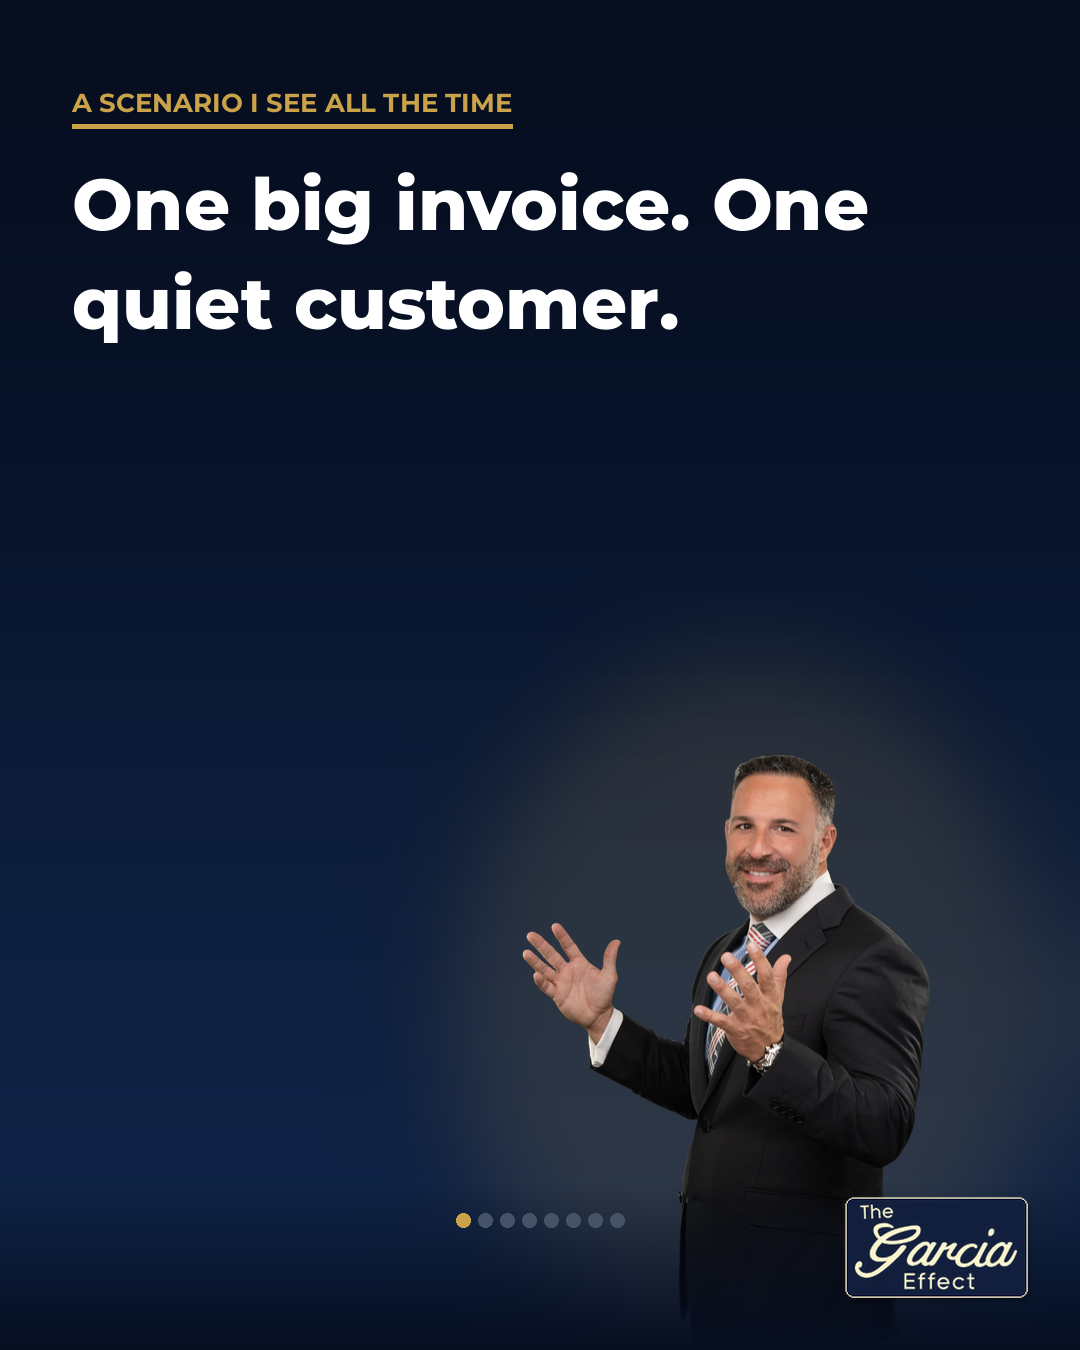 A SCENARIO I SEE ALL THE TIME
One big invoice. One
quiet customer.
The
Garcia
Effect